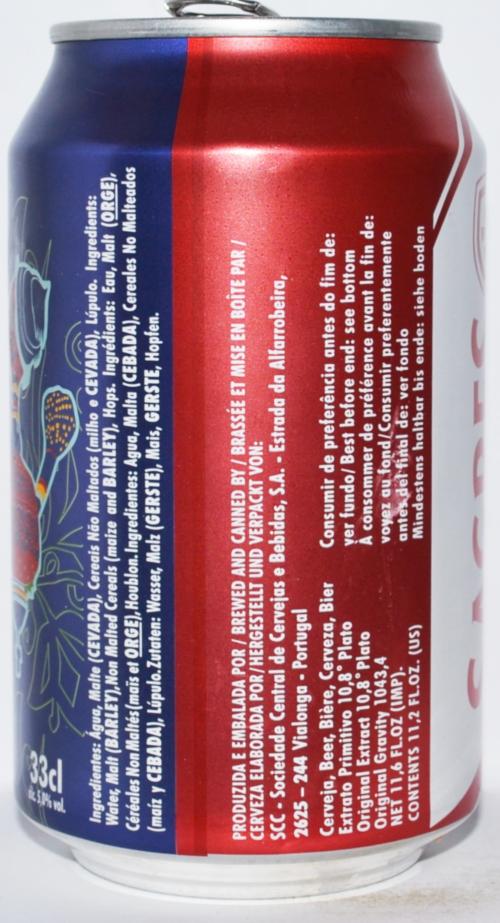 33cl
alc. 5,0% vol.
Ingredientes: Água, Malte (CEVADA), Cereais Não Maltados (milho e CEVADA), Lúpulo. Ingredients:
Water, Malt (BARLEY), Non Malted Cereals (maize and BARLEY), Hops. Ingrédients: Eau, Malt (ORGE),
Céréales Non Maltés (maïs et ORGE), Houblon. Ingredientes: Agua, Malta (CEBADA), Cereales No Malteados
(maíz y CEBADA), Lúpulo. Zutaten: Wasser, Malz (GERSTE), Mais, GERSTE, Hopfen.
PRODUZIDA E EMBALADA POR / BREWED AND CANNED BY / BRASSÉE ET MISE EN BOÎTE PAR /
CERVEZA ELABORADA POR/HERGESTELLT UND VERPACKT VON:
SCC - Sociedade Central de Cervejas e Bebidas, S.A. - Estrada da Alfarrobeira,
2625 – 244 Vialonga - Portugal
Cerveja, Beer, Bière, Cerveza, Bier
Extrato Primitivo 10,8° Plato
Original Extract 10,8° Plato
Original Gravity 1043,4
NET 11,6 FL.OZ (IMP).
CONTENTS 11,2 FL.OZ. (US)
Consumir de preferência antes do fim de:
ver fundo/Best before end: see bottom
À consommer de préférence avant la fin de:
voyez au fond/Consumir preferentemente
antes del final de: ver fondo
Mindestens haltbar bis ende: siehe boden
SAGRES